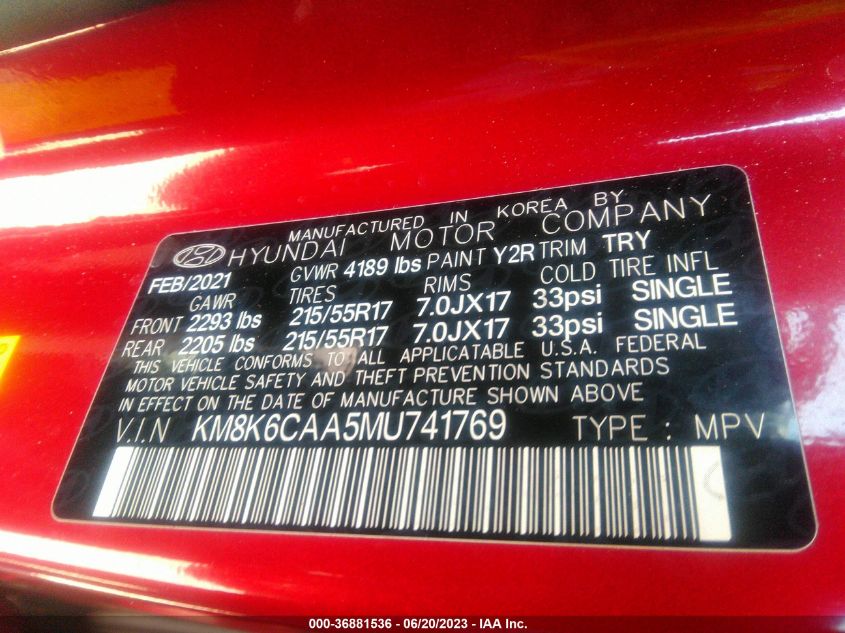 MANUFACTURED IN KOREA BY
HYUNDAI MOTOR COMPANY
FEB/2021 GVWR 4189 lbs PAINT Y2R TRIM TRY
GAWR TIRES RIMS COLD TIRE INFL
FRONT 2293 lbs 215/55R17 7.0JX17 33psi SINGLE
REAR 2205 lbs 215/55R17 7.0JX17 33psi SINGLE
THIS VEHICLE CONFORMS TO ALL APPLICATABLE U.S.A. FEDERAL
MOTOR VEHICLE SAFETY AND THEFT PREVENTION STANDARDS
IN EFFECT ON THE DATE OF MANUFACTURE SHOWN ABOVE
V.I.N KM8K6CAA5MU741769 TYPE : MPV
000-36881536 - 06/20/2023 - IAA Inc.